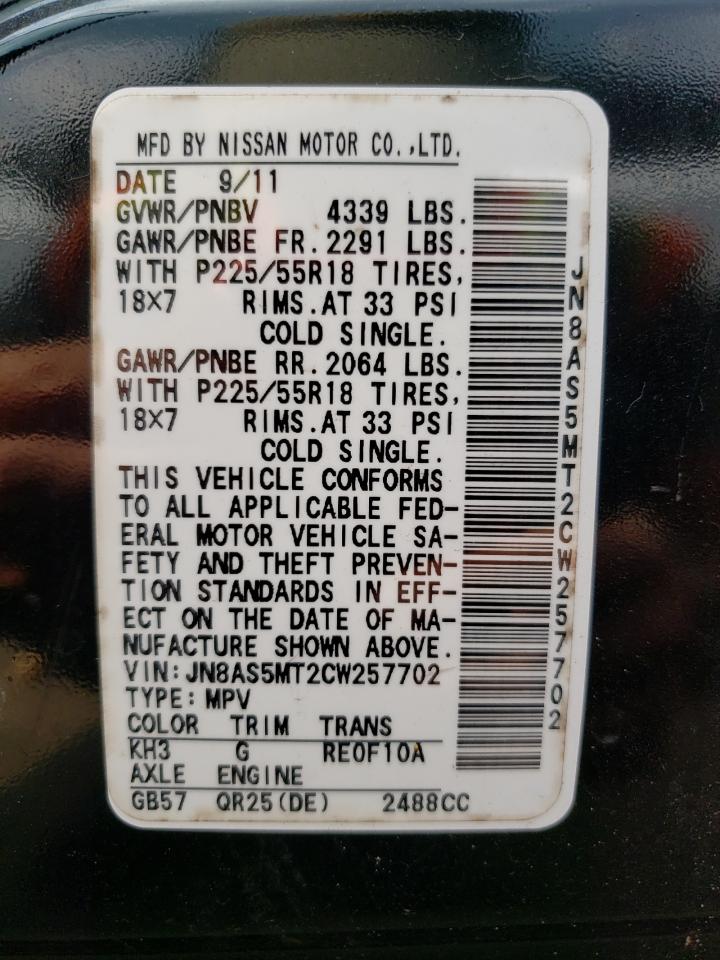 MFD BY NISSAN MOTOR CO.,LTD.
DATE 9/11
GVWR/PNBV 4339 LBS.
GAWR/PNBE FR.2291 LBS.
WITH P225/55R18 TIRES,
18X7 RIMS.AT 33 PSI
COLD SINGLE.
GAWR/PNBE RR.2064 LBS.
WITH P225/55R18 TIRES,
18X7 RIMS.AT 33 PSI
COLD SINGLE.
THIS VEHICLE CONFORMS
TO ALL APPLICABLE FED-
ERAL MOTOR VEHICLE SA-
FETY AND THEFT PREVEN-
TION STANDARDS IN EFF-
ECT ON THE DATE OF MA-
NUFACTURE SHOWN ABOVE.
VIN:JN8AS5MT2CW257702
TYPE:MPV
COLOR TRIM TRANS
KH3 G RE0F10A
AXLE ENGINE
GB57 QR25(DE) 2488CC
JN8AS5MT2CW257702